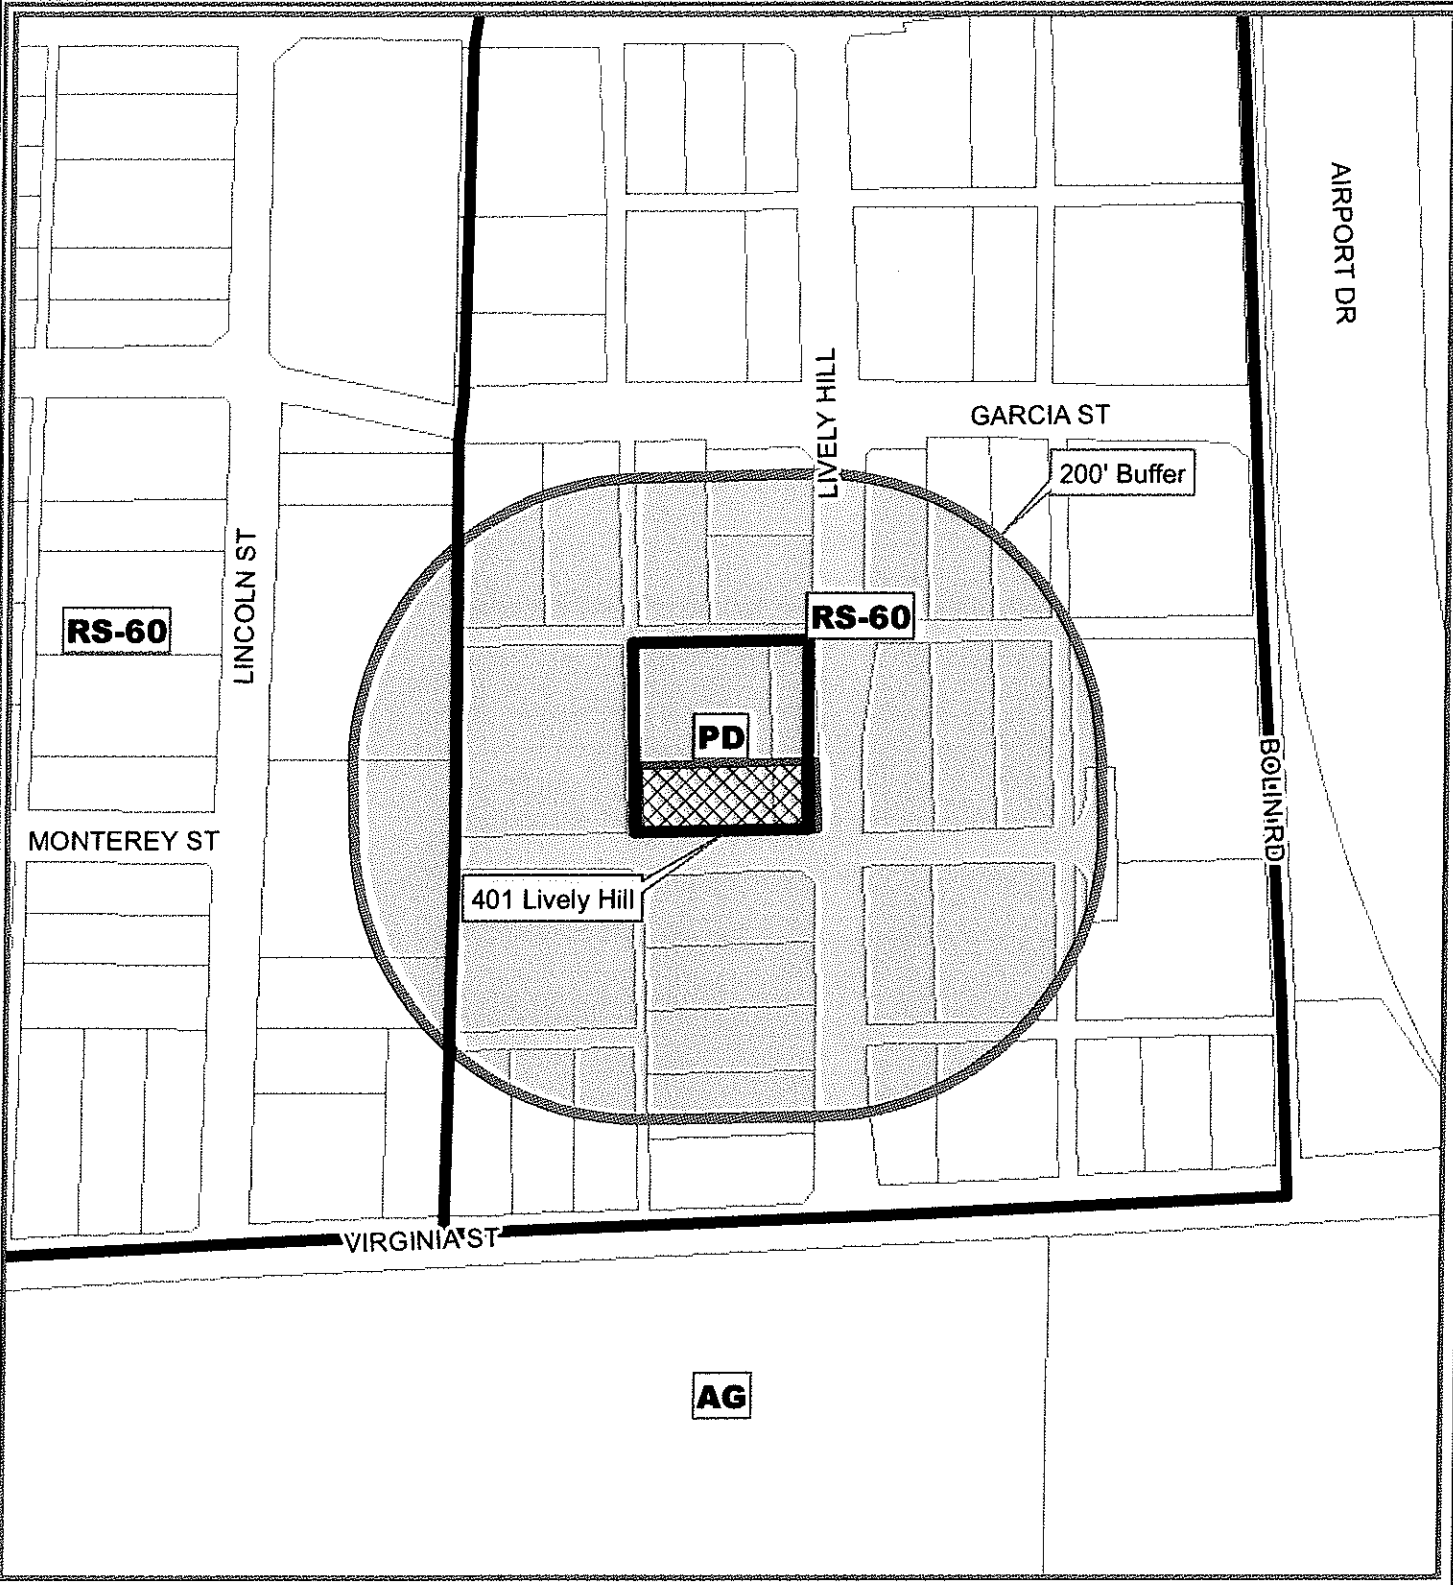 AIRPORT DR
LIVELY HILL
GARCIA ST
200' Buffer
LINCOLN ST
RS-60
RS-60
PD
BOLIN RD
MONTEREY ST
401 Lively Hill
VIRGINIA ST
AG